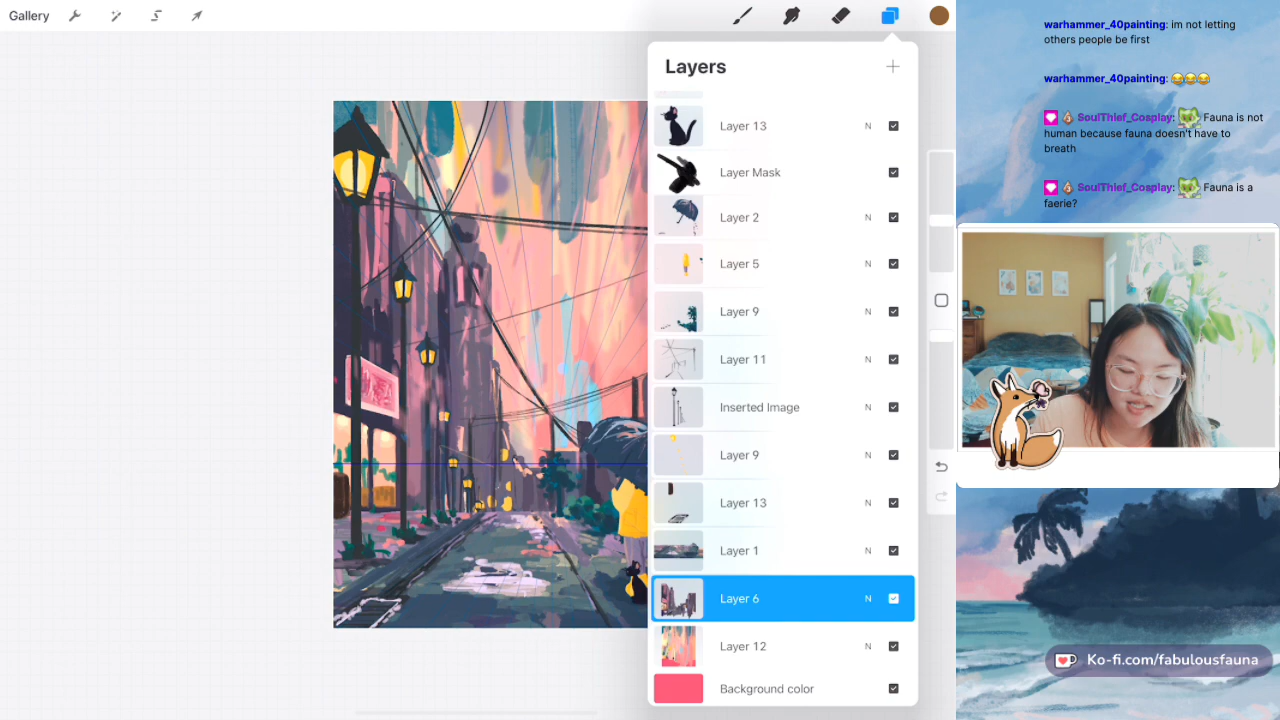 Gallery
Layers
Layer 13 N
Layer Mask
Layer 2 N
Layer 5 N
Layer 9 N
Layer 11 N
Inserted Image N
Layer 9 N
Layer 13 N
Layer 1 N
Layer 6 N
Layer 12 N
Background color
warhammer_40painting: im not letting
others people be first
warhammer_40painting: 😂😂😂
SoulThief_Cosplay: Fauna is not
human because fauna doesn't have to
breath
SoulThief_Cosplay: Fauna is a
faerie?
Ko-fi.com/fabulousfauna